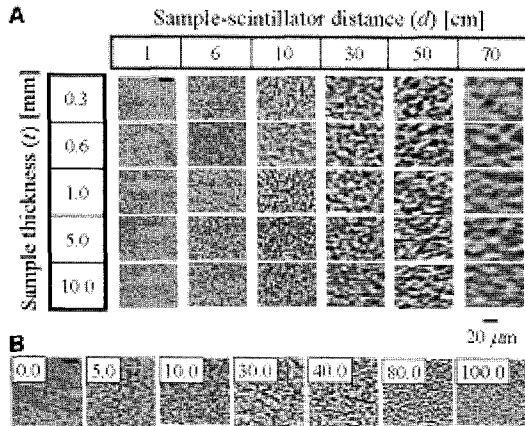 A
Sample-scintillator distance (d) [cm]
1 6 10 30 50 70
Sample thickness (t) [mm]
0.3
0.6
1.0
5.0
10.0
20 μm
B
0.0 5.0 10.0 30.0 40.0 80.0 100.0